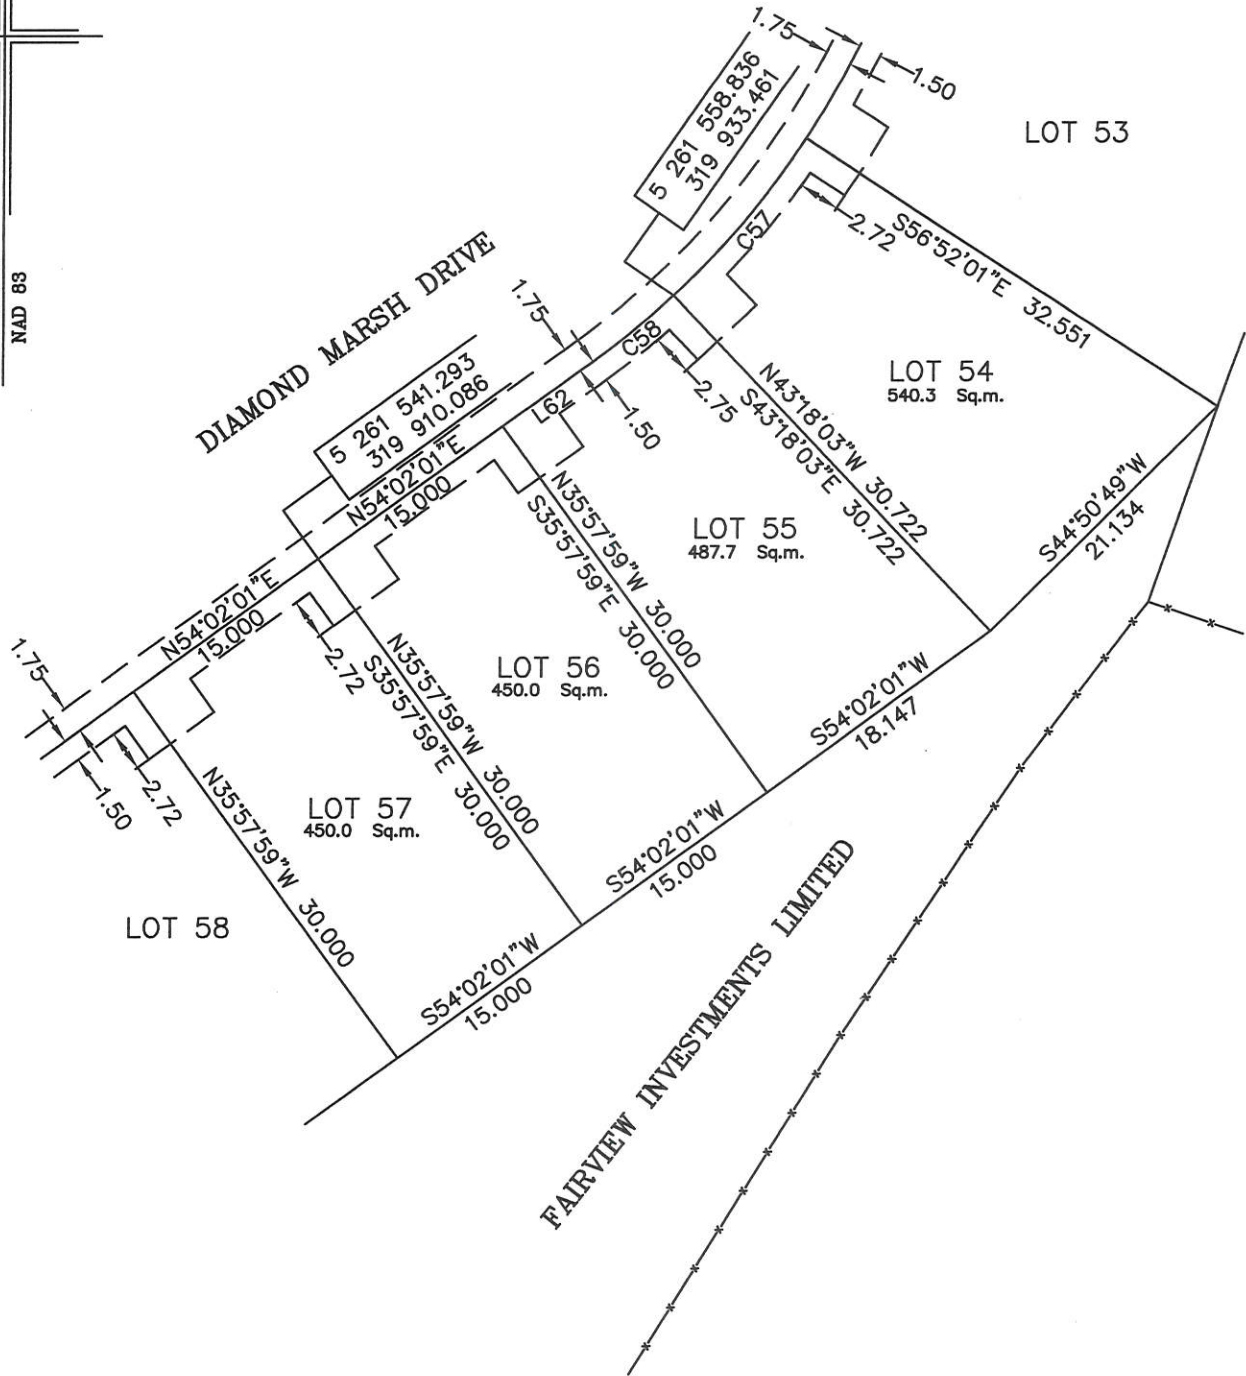 NAD 83
DIAMOND MARSH DRIVE
1.75
1.50
5 261 558.836
319 933.461
LOT 53
C57
2.72
S56°52'01"E 32.551
LOT 54
540.3 Sq.m.
1.75
C58
2.75
1.50
L62
N43°18'03"W 30.722
S43°18'03"E 30.722
S44°50'49"W
21.134
5 261 541.293
319 910.086
N54°02'01"E
15.000
LOT 55
487.7 Sq.m.
N35°57'59"W 30.000
S35°57'59"E 30.000
S54°02'01"W
18.147
N54°02'01"E
15.000
2.72
LOT 56
450.0 Sq.m.
N35°57'59"W 30.000
S35°57'59"E 30.000
S54°02'01"W
15.000
1.75
1.50
2.72
LOT 57
450.0 Sq.m.
N35°57'59"W 30.000
S54°02'01"W
15.000
LOT 58
FAIRVIEW INVESTMENTS LIMITED